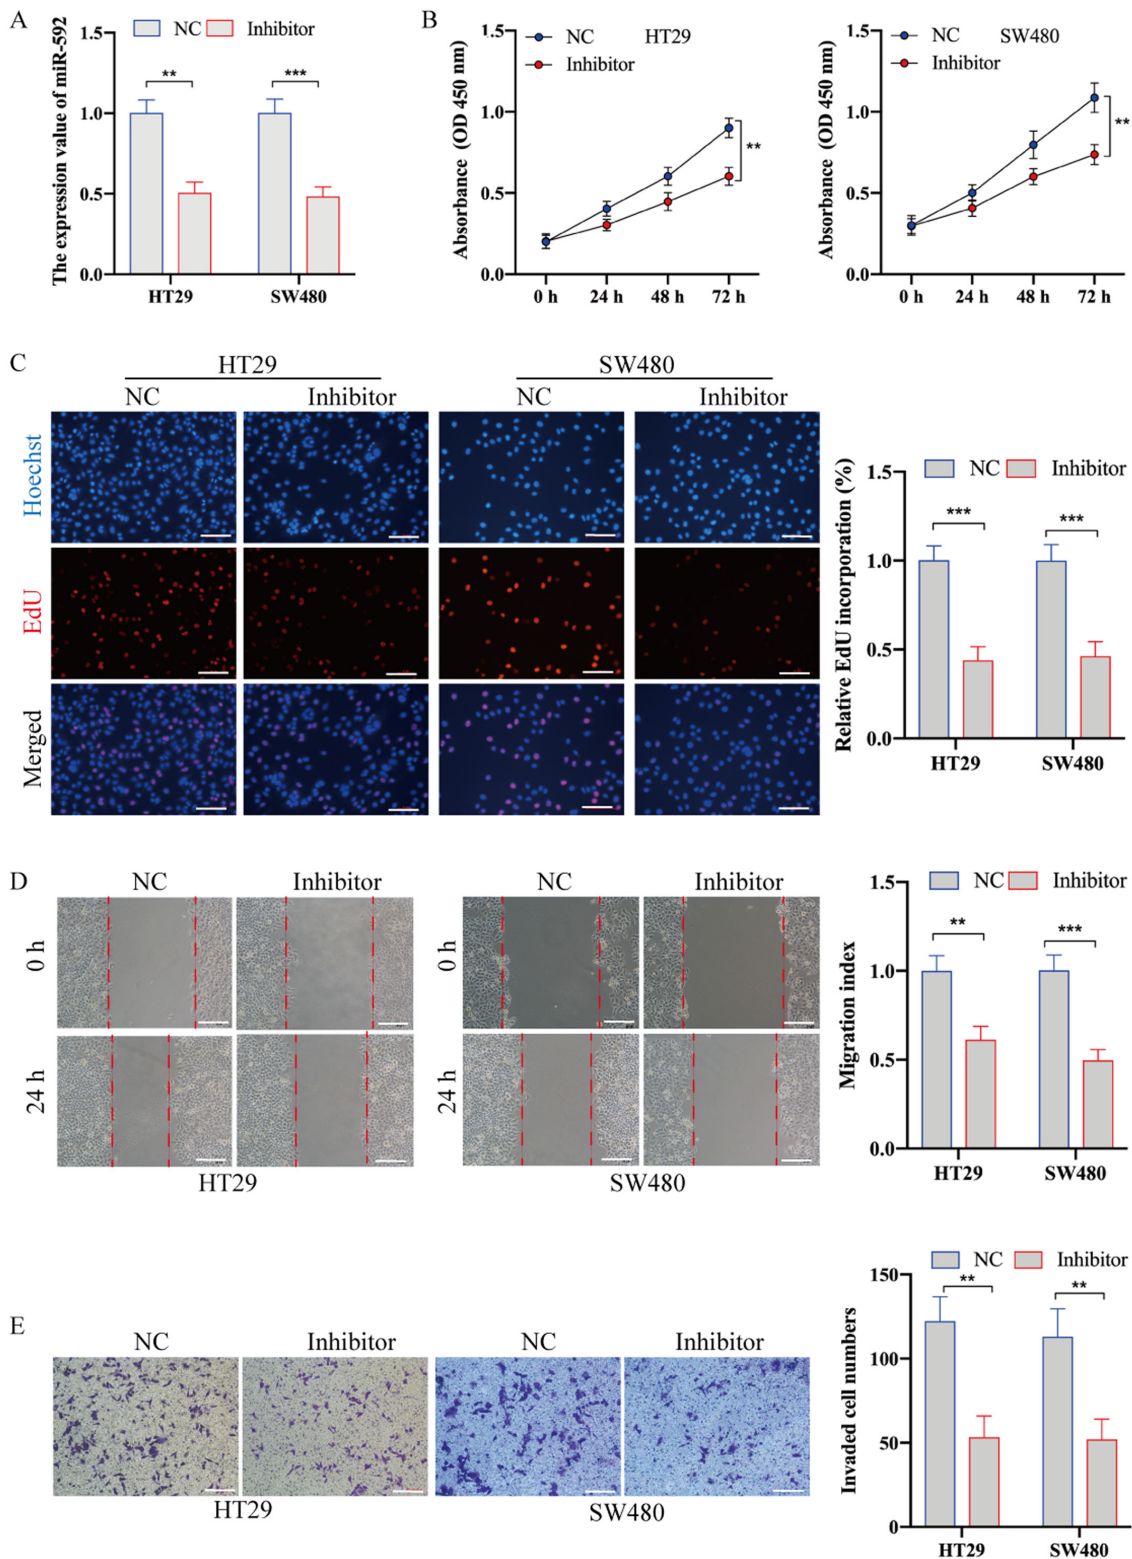 A
The expression value of miR-592
NC Inhibitor
1.5
1.0
0.5
0.0
** ***
HT29 SW480
B
Absorbance (OD 450 nm)
1.5
1.0
0.5
0.0
NC HT29
Inhibitor
**
0 h 24 h 48 h 72 h
Absorbance (OD 450 nm)
1.5
1.0
0.5
0.0
NC SW480
Inhibitor
**
0 h 24 h 48 h 72 h
C
HT29 SW480
NC Inhibitor NC Inhibitor
Hoechst
EdU
Merged
Relative EdU incorporation (%)
NC Inhibitor
1.5
1.0
0.5
0.0
*** ***
HT29 SW480
D
NC Inhibitor NC Inhibitor
0 h 0 h
24 h 24 h
HT29 SW480
Migration index
NC Inhibitor
1.5
1.0
0.5
0.0
** ***
HT29 SW480
E
NC Inhibitor NC Inhibitor
HT29 SW480
Invaded cell numbers
NC Inhibitor
150
100
50
0
** **
HT29 SW480